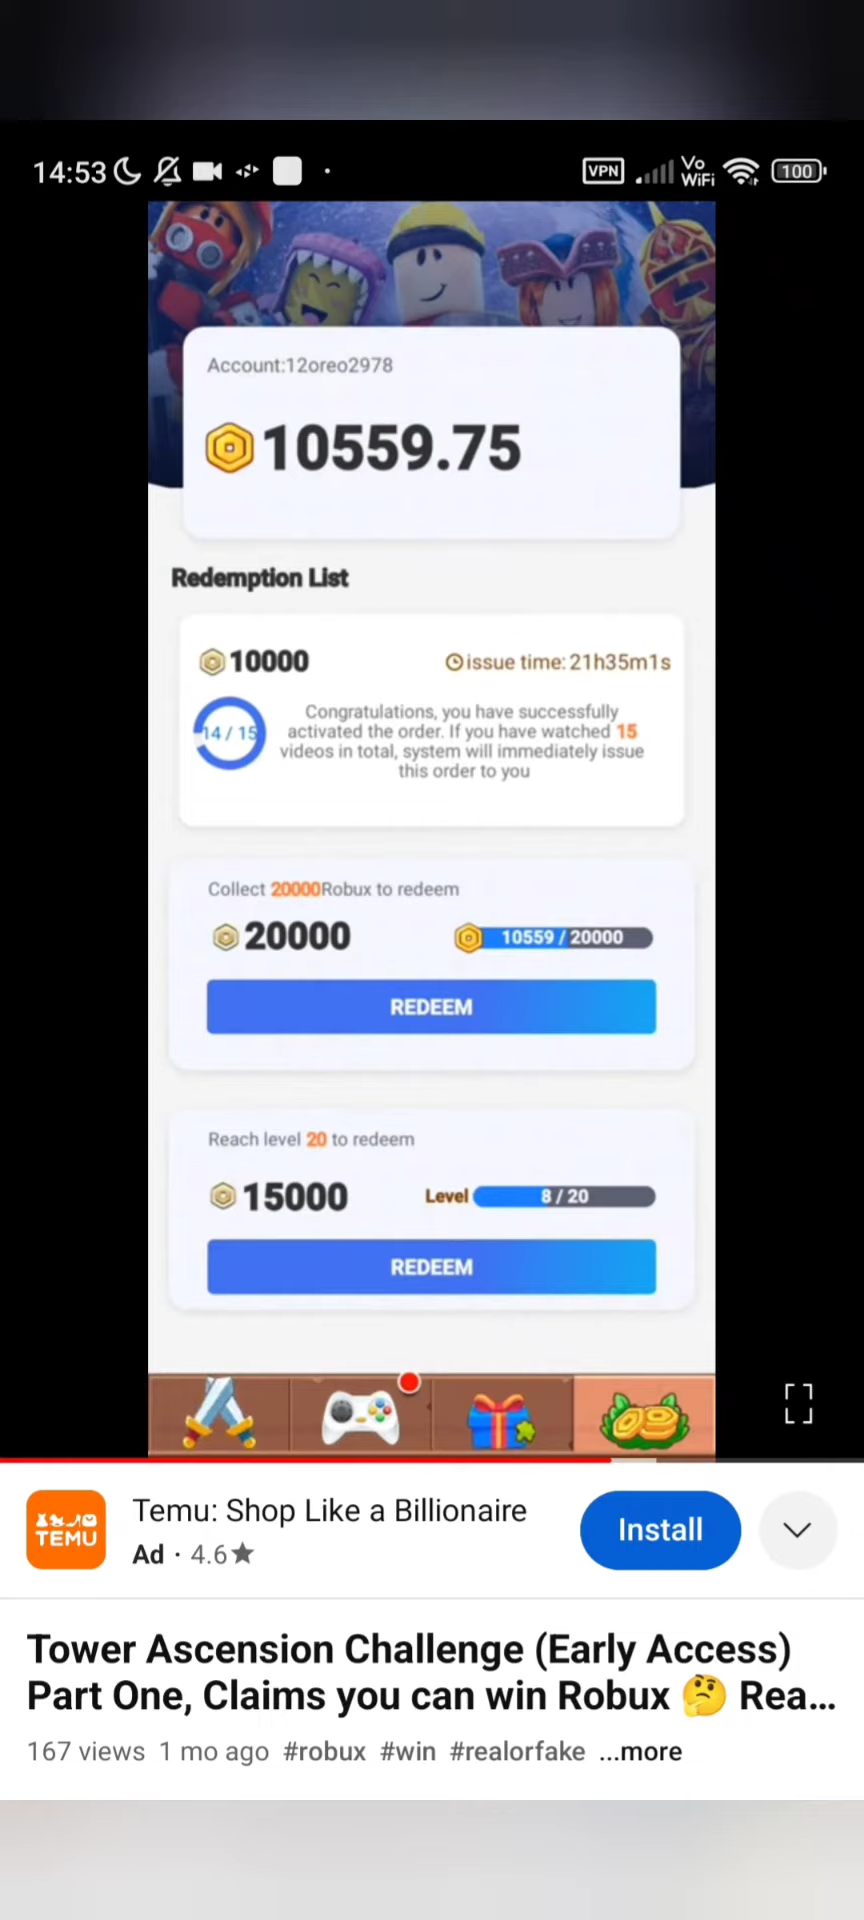 14:53
VPN
Vo
WiFi
100
Account:12oreo2978
10559.75
Redemption List
10000
issue time: 21h35m1s
14 / 15
Congratulations, you have successfully
activated the order. If you have watched 15
videos in total, system will immediately issue
this order to you
Collect 20000Robux to redeem
20000
10559 / 20000
REDEEM
Reach level 20 to redeem
15000
Level
8 / 20
REDEEM
TEMU
Temu: Shop Like a Billionaire
Ad · 4.6★
Install
Tower Ascension Challenge (Early Access)
Part One, Claims you can win Robux 🤔 Rea...
167 views 1 mo ago #robux #win #realorfake ...more